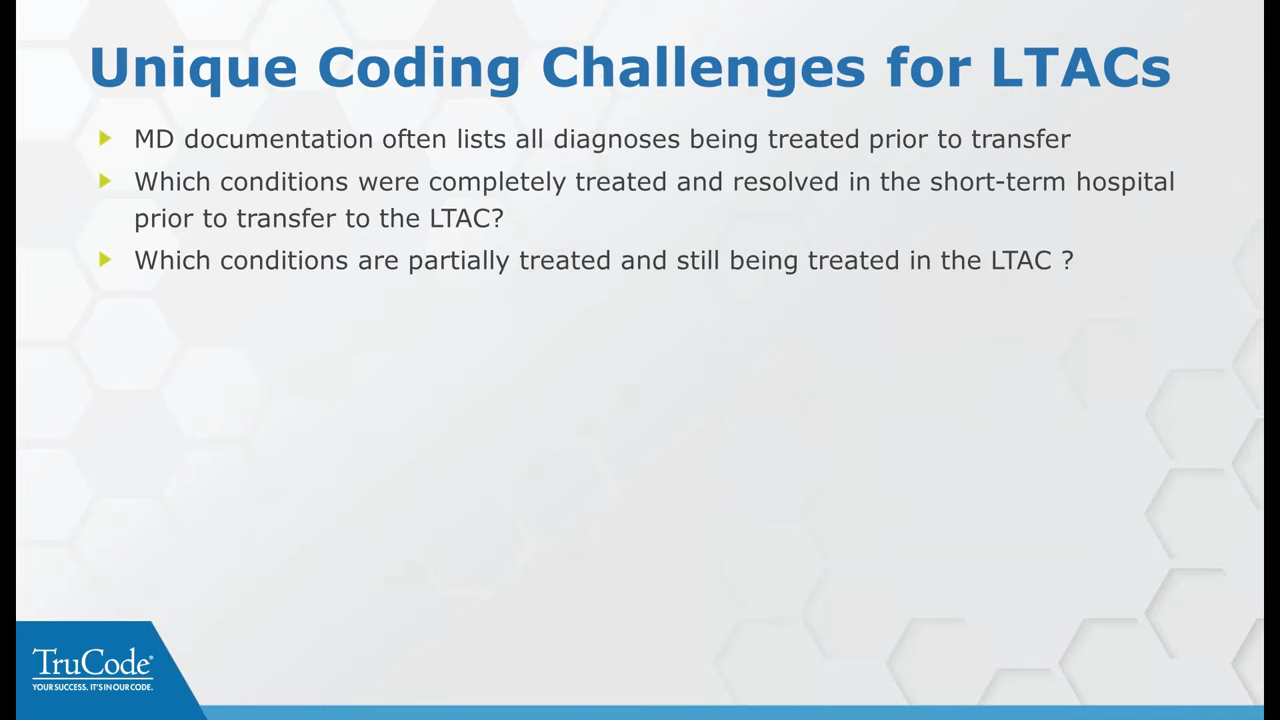 Unique Coding Challenges for LTACs
MD documentation often lists all diagnoses being treated prior to transfer
Which conditions were completely treated and resolved in the short-term hospital
prior to transfer to the LTAC?
Which conditions are partially treated and still being treated in the LTAC ?
TruCode®
YOUR SUCCESS. IT'S IN OUR CODE.